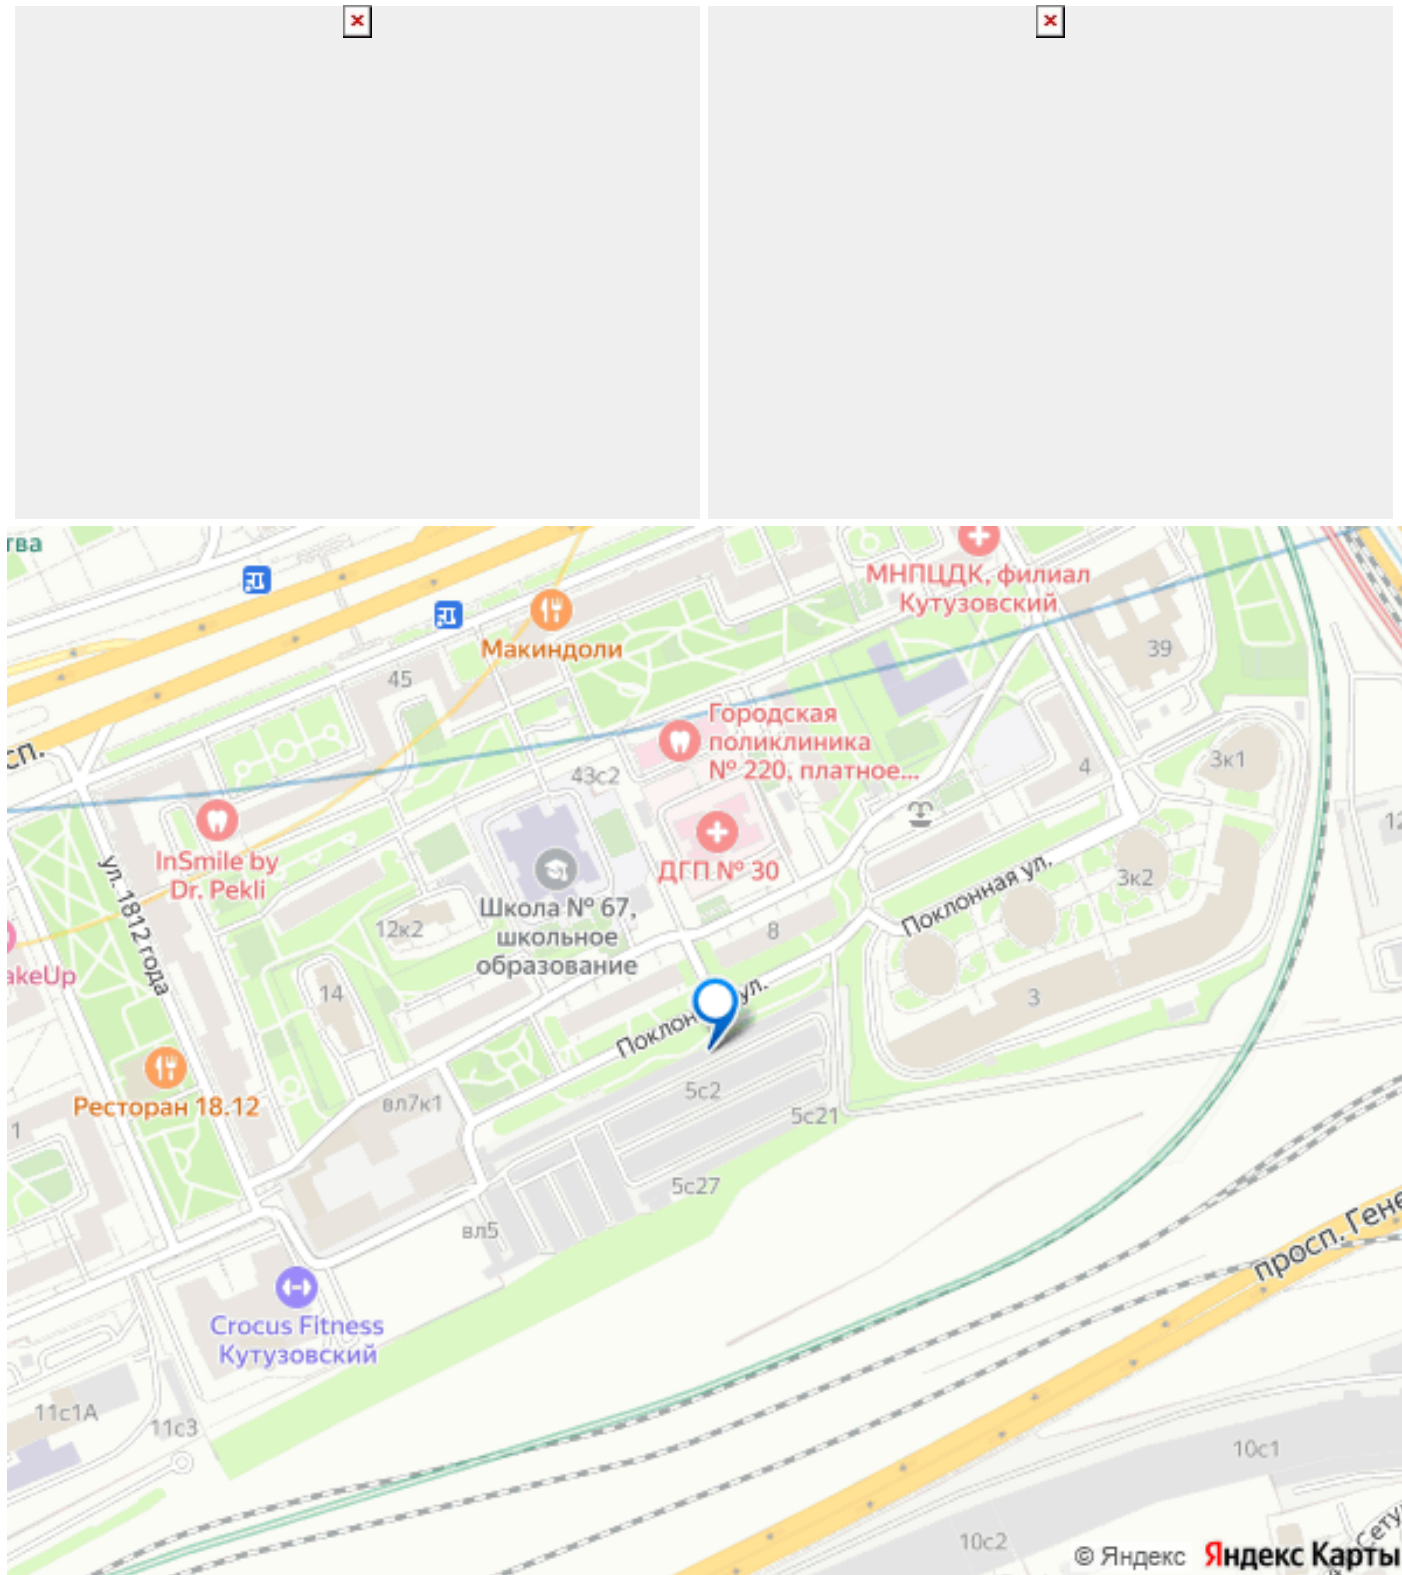 тва
МНПЦДК, филиал
Кутузовский
Макиндоли
39
45
Городская
поликлиника
№ 220, платное...
сп.
43с2
4
3к1
InSmile by
Dr. Pekli
ДГП № 30
Школа № 67,
школьное
образование
3к2
Поклонная ул.
ул. 1812 года
12к2
8
akeUp
14
3
Поклон
ул.
5с2
вл7к1
5с21
Ресторан 18.12
1
5с27
вл5
просп. Гене
Crocus Fitness
Кутузовский
11с1А
11с3
10с1
10с2
Сету
© Яндекс Яндекс Карты